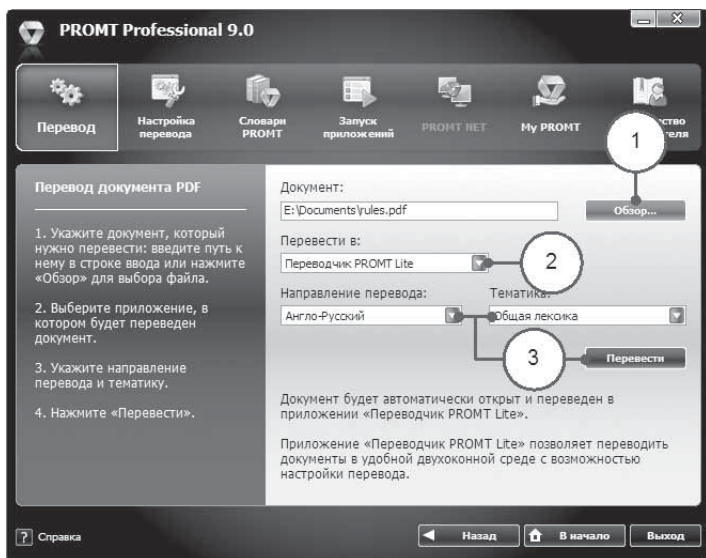 PROMT Professional 9.0
Перевод
Настройка
перевода
Словари
PROMT
Запуск
приложений
PROMT NET
My PROMT
1
Перевод документа PDF
1. Укажите документ, который
нужно перевести: введите путь к
нему в строке ввода или нажмите
«Обзор» для выбора файла.
2. Выберите приложение, в
котором будет переведен
документ.
3. Укажите направление
перевода и тематику.
4. Нажмите «Перевести».
Документ:
E:\Documents\rules.pdf
Обзор...
Перевести в:
Переводчик PROMT Lite
2
Направление перевода:
Тематика:
Англо-Русский
Общая лексика
3
Перевести
Документ будет автоматически открыт и переведен в
приложении «Переводчик PROMT Lite».
Приложение «Переводчик PROMT Lite» позволяет переводить
документы в удобной двухоконной среде с возможностью
настройки перевода.
? Справка
Назад
В начало
Выход